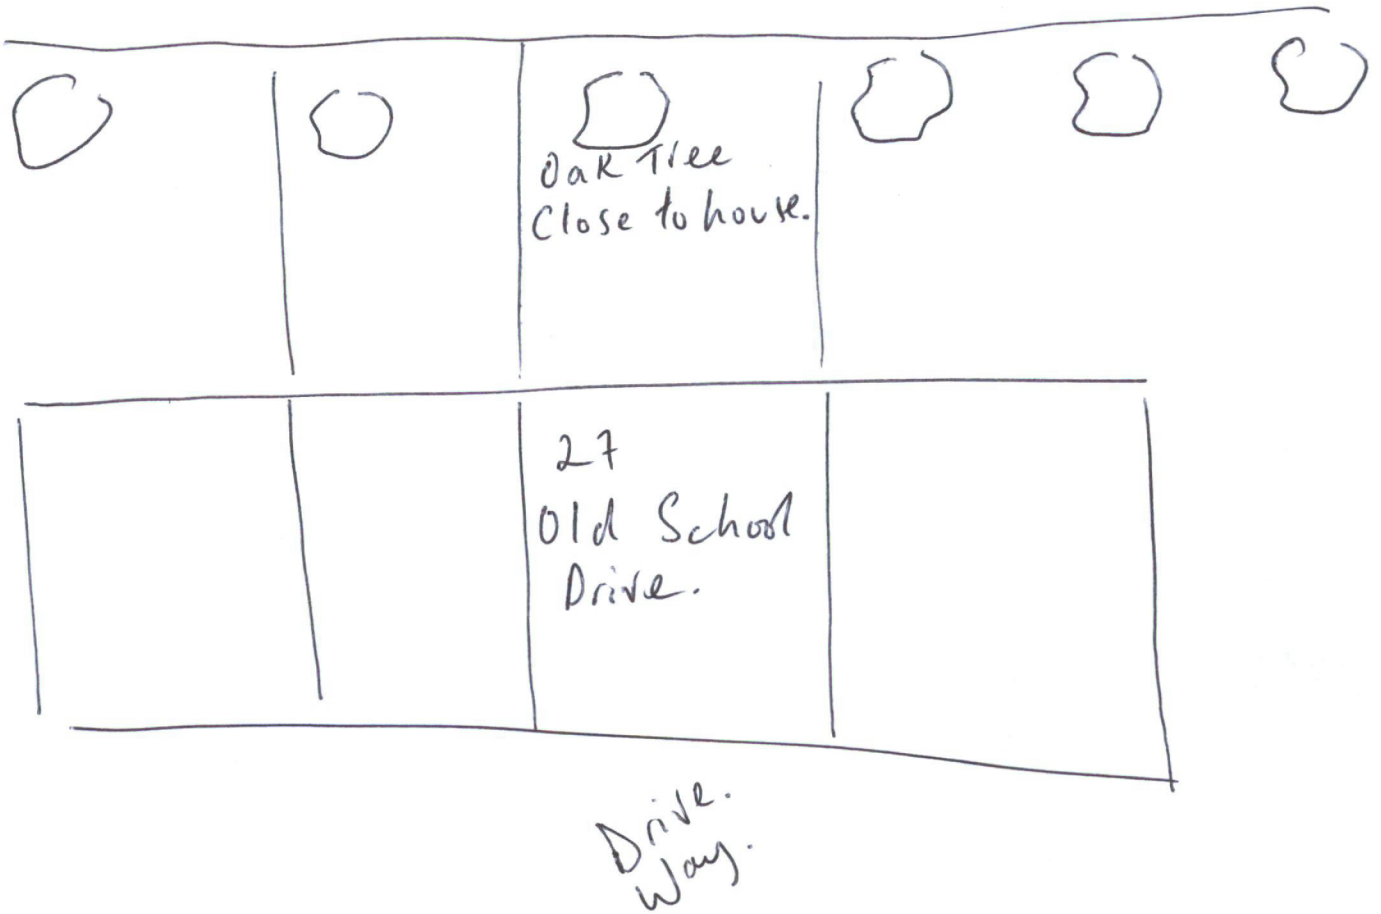 Oak Tree
Close to house.
27
Old School
Drive.
Drive.
Way.